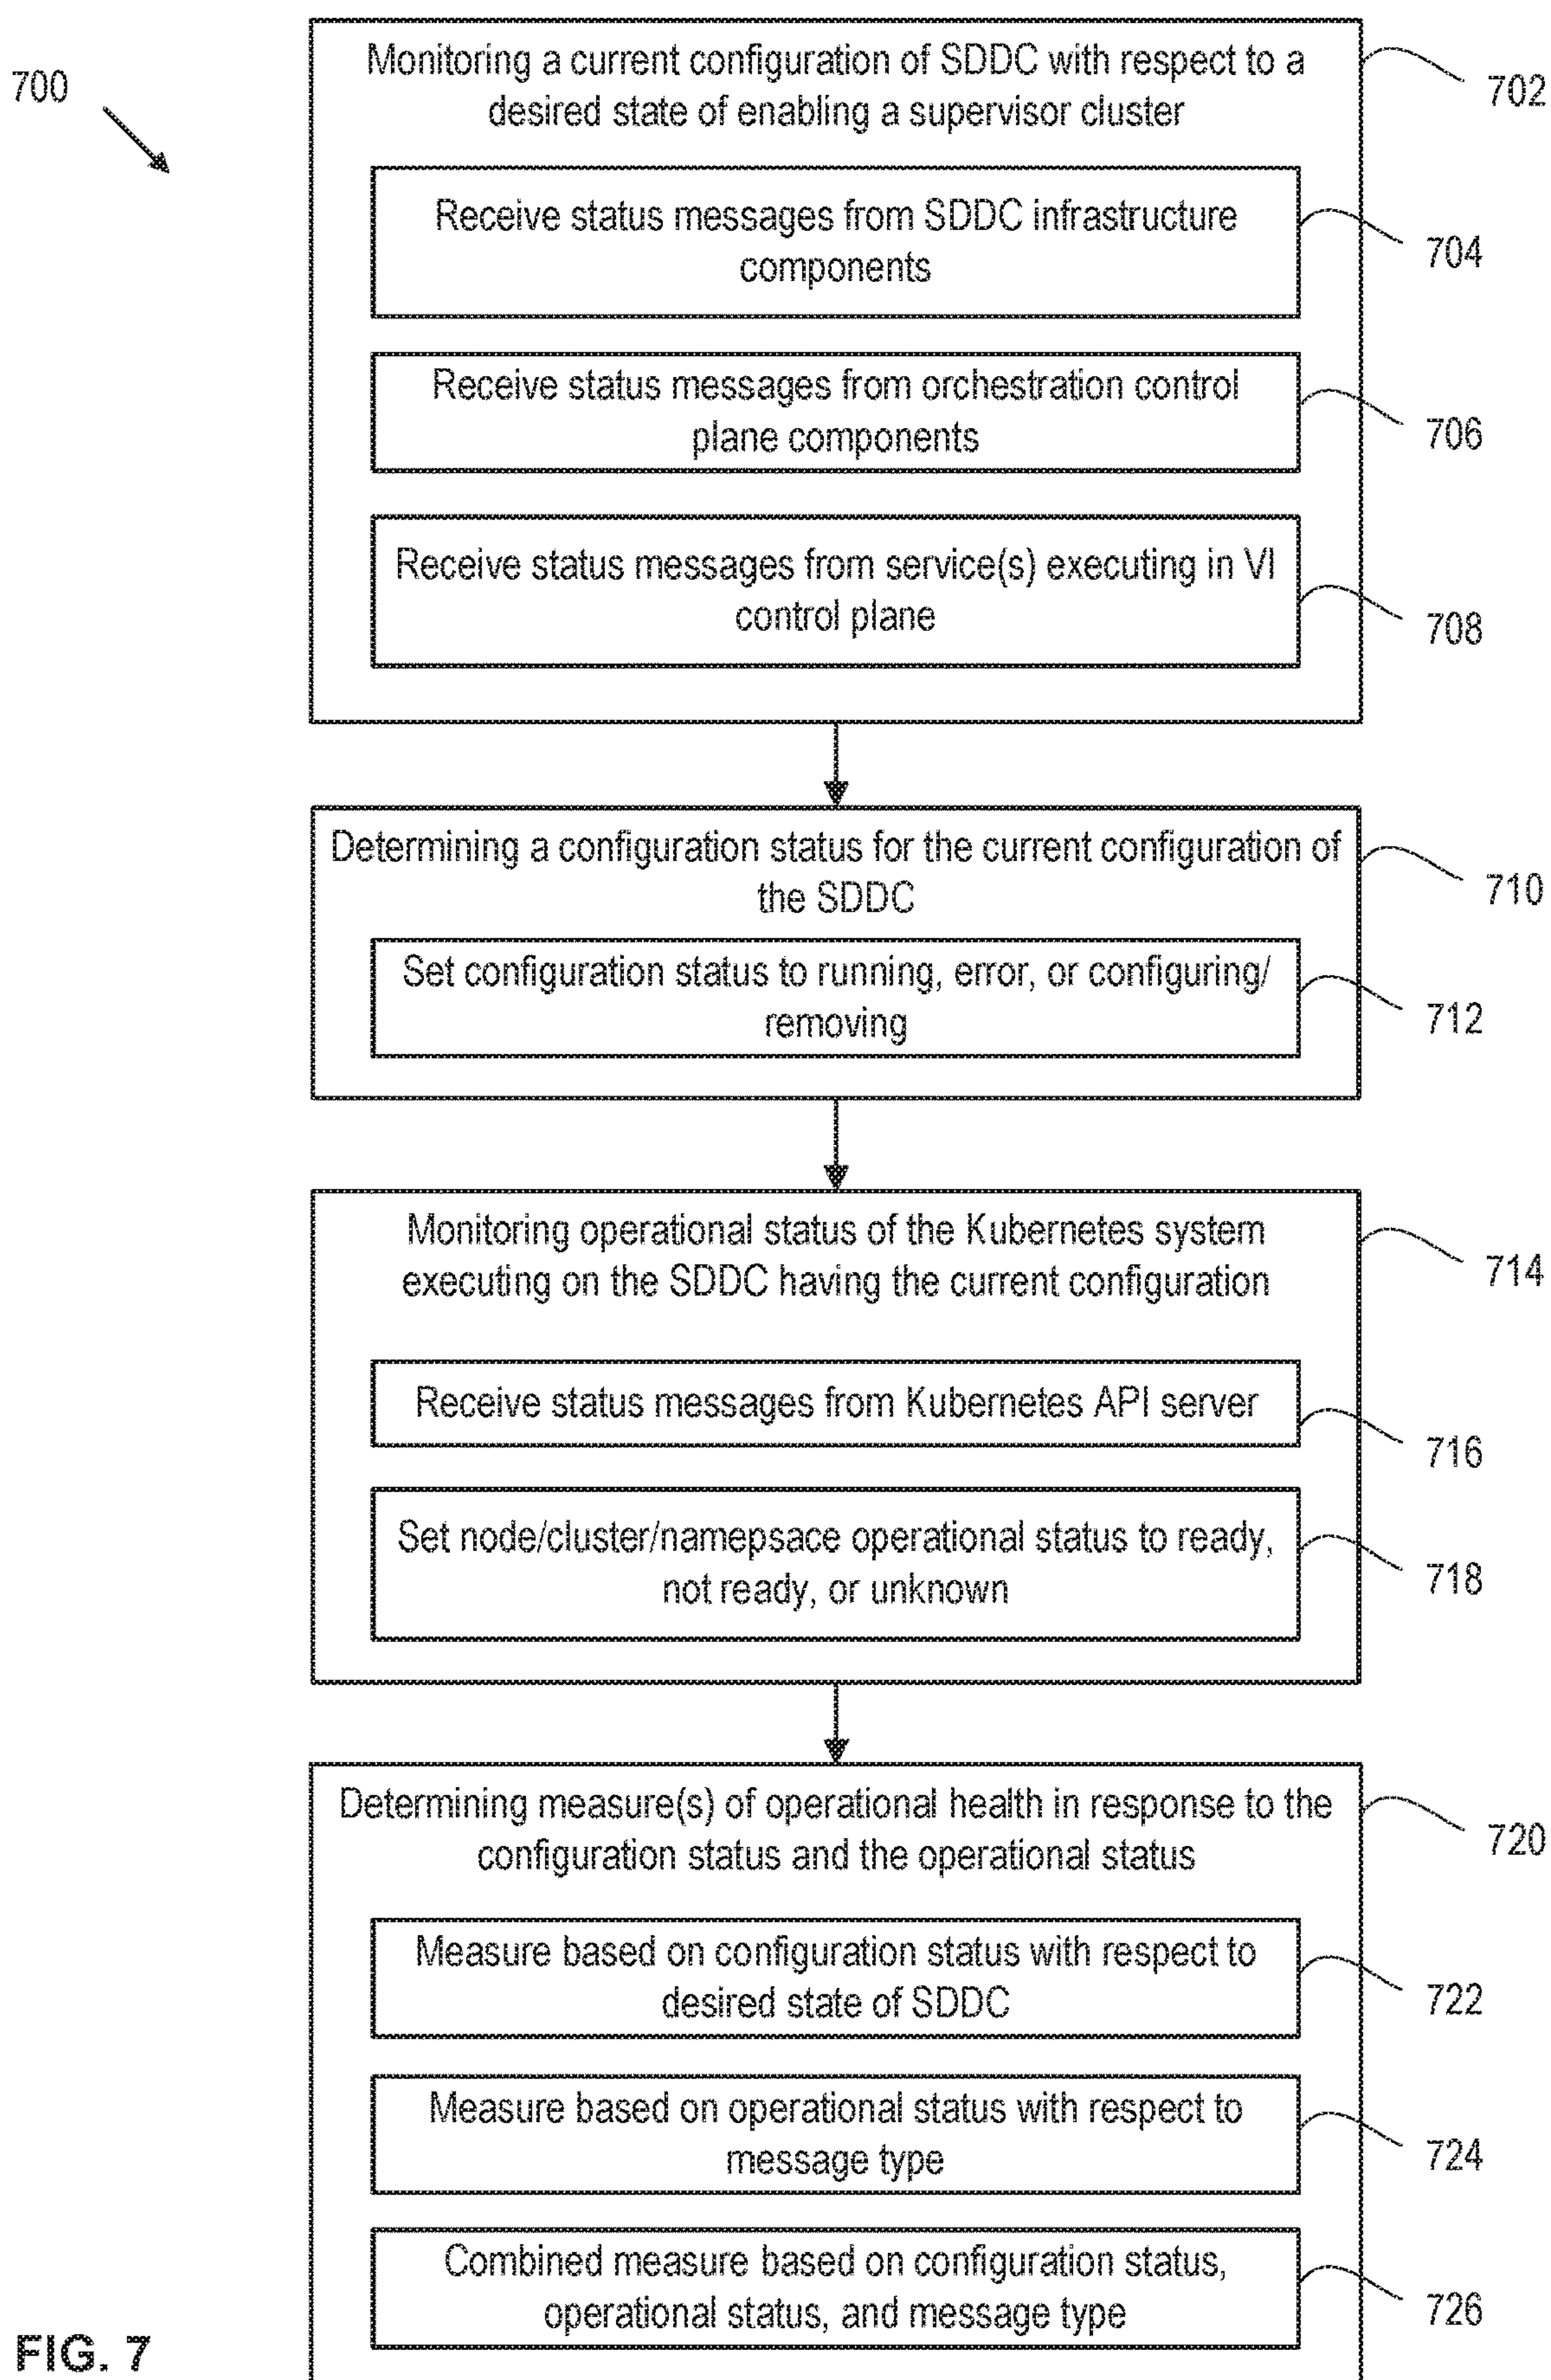 700
Monitoring a current configuration of SDDC with respect to a
desired state of enabling a supervisor cluster
702
Receive status messages from SDDC infrastructure
components
704
Receive status messages from orchestration control
plane components
706
Receive status messages from service(s) executing in VI
control plane
708
Determining a configuration status for the current configuration of
the SDDC
710
Set configuration status to running, error, or configuring/
removing
712
Monitoring operational status of the Kubernetes system
executing on the SDDC having the current configuration
714
Receive status messages from Kubernetes API server
716
Set node/cluster/namepsace operational status to ready,
not ready, or unknown
718
Determining measure(s) of operational health in response to the
configuration status and the operational status
720
Measure based on configuration status with respect to
desired state of SDDC
722
Measure based on operational status with respect to
message type
724
Combined measure based on configuration status,
operational status, and message type
726
FIG. 7